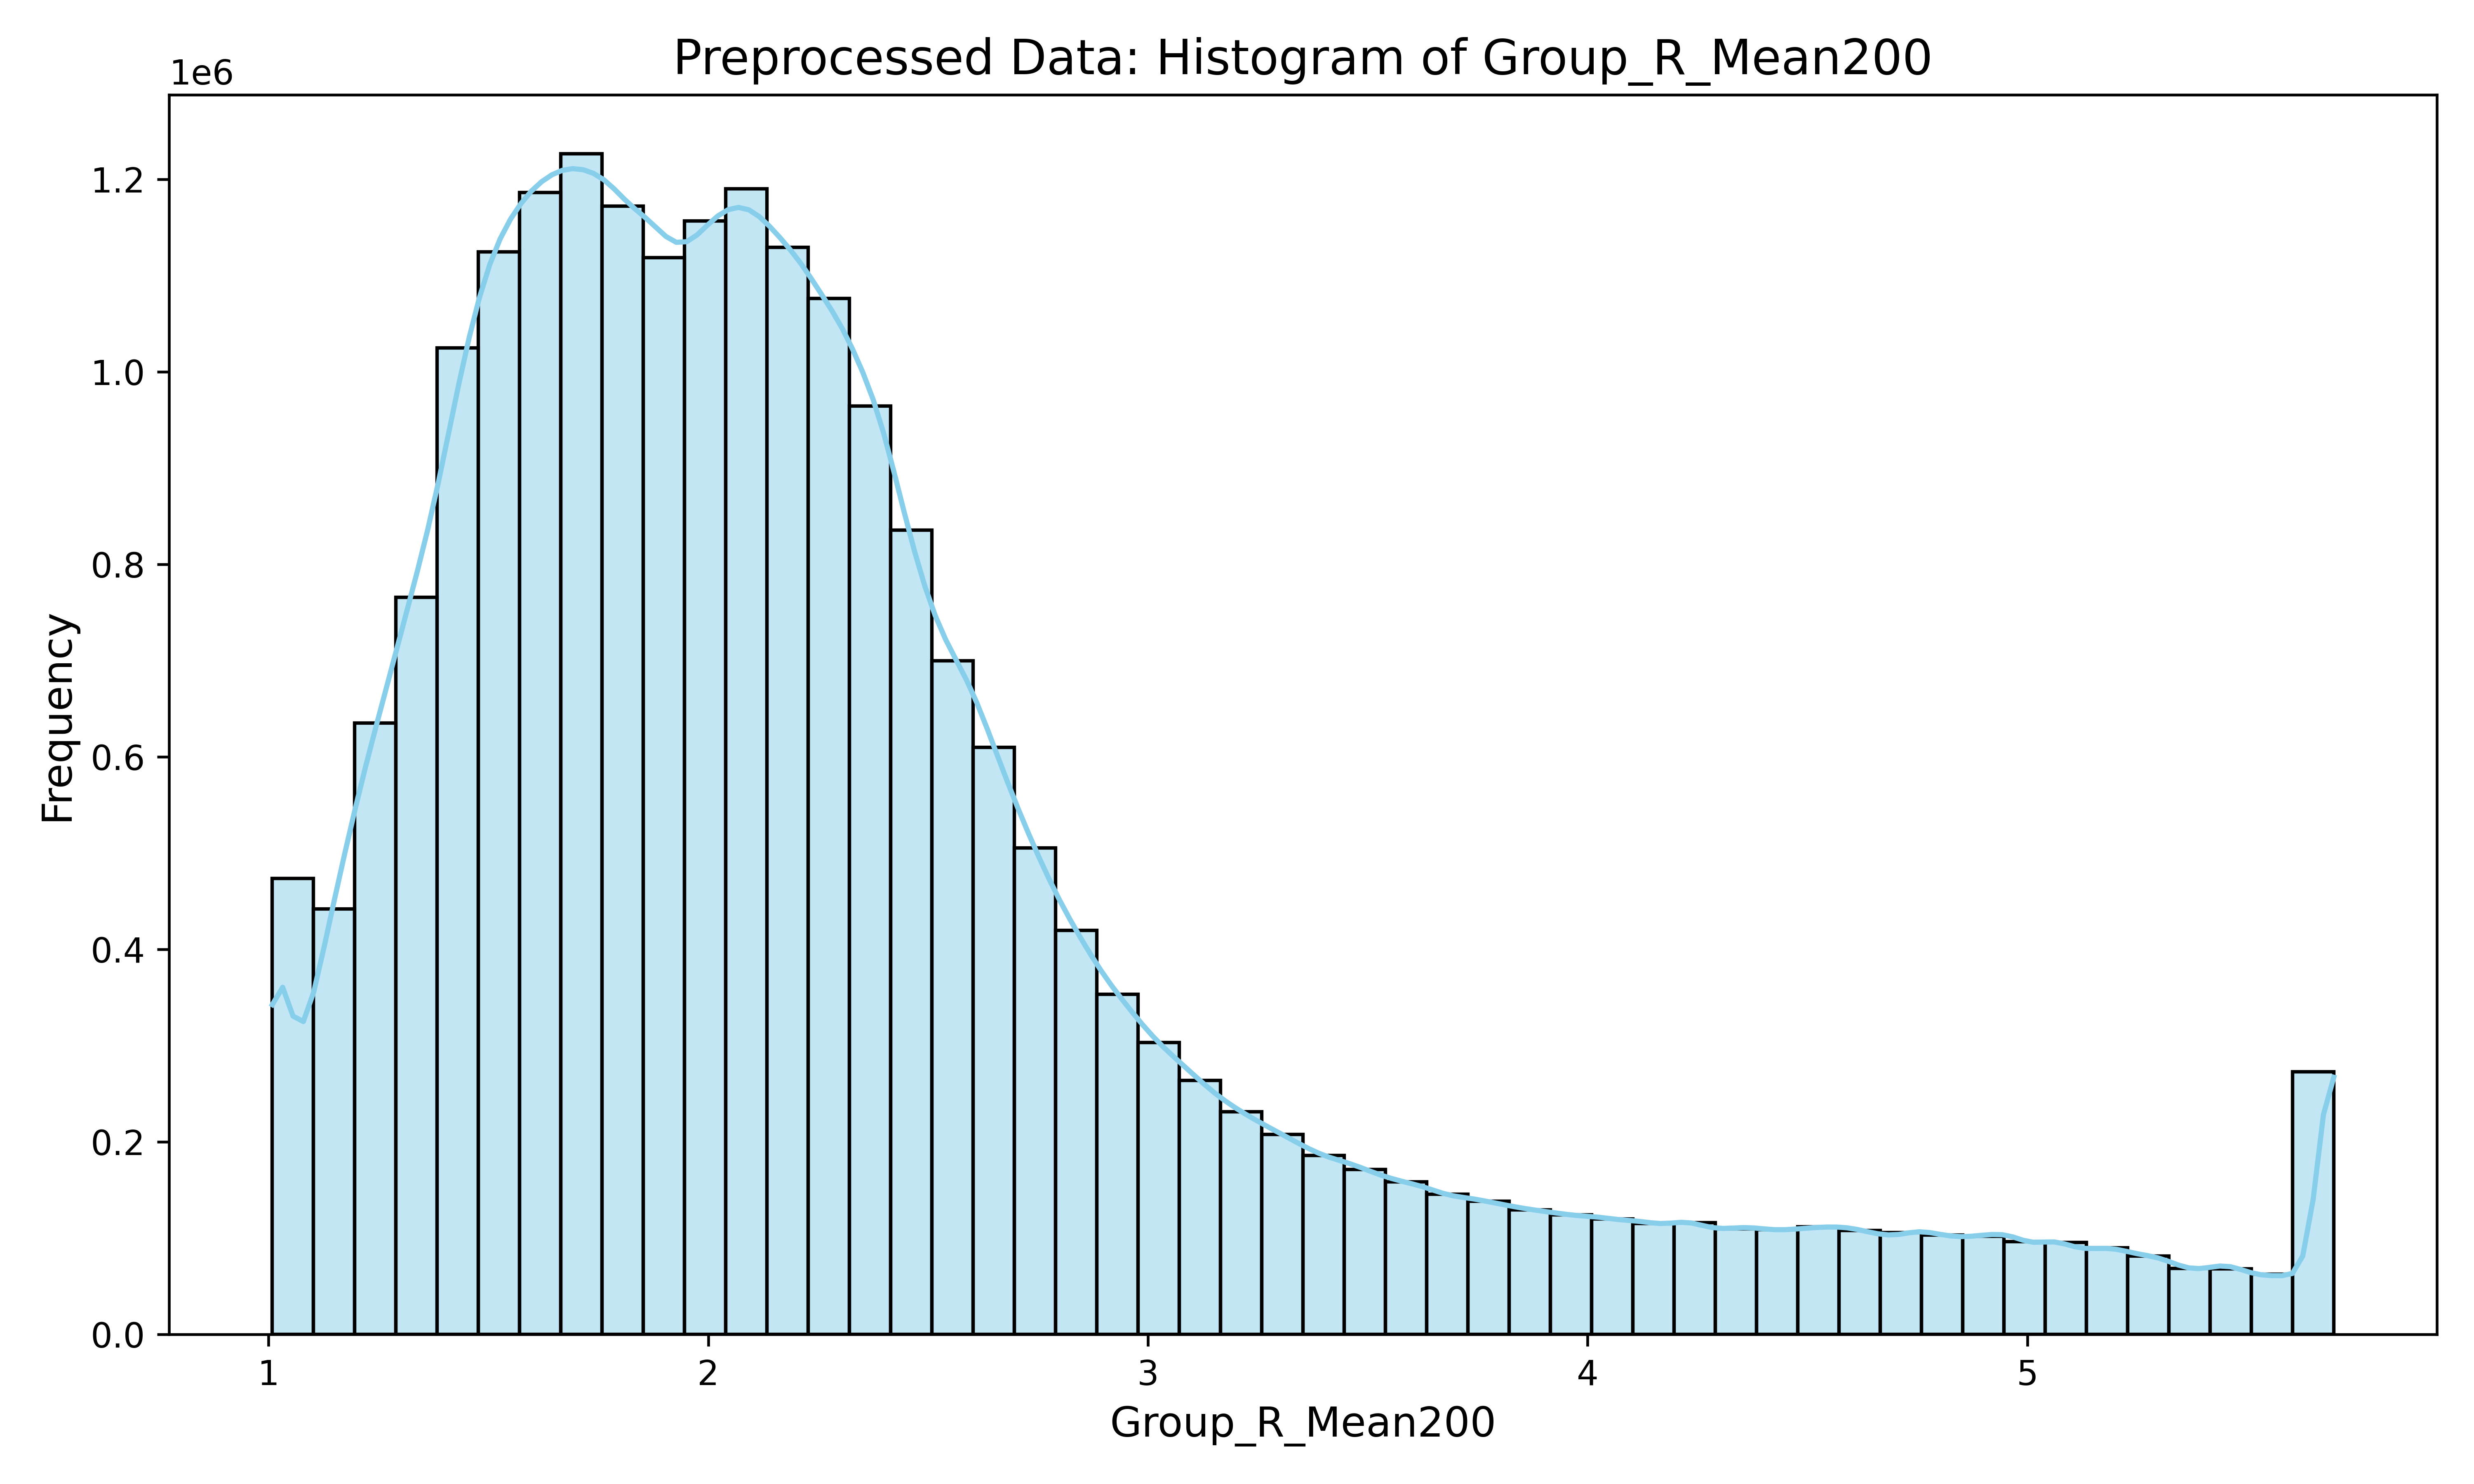 Preprocessed Data: Histogram of Group_R_Mean200
1e6
1.2
1.0
0.8
0.6
0.4
0.2
0.0
Frequency
1 2 3 4 5
Group_R_Mean200